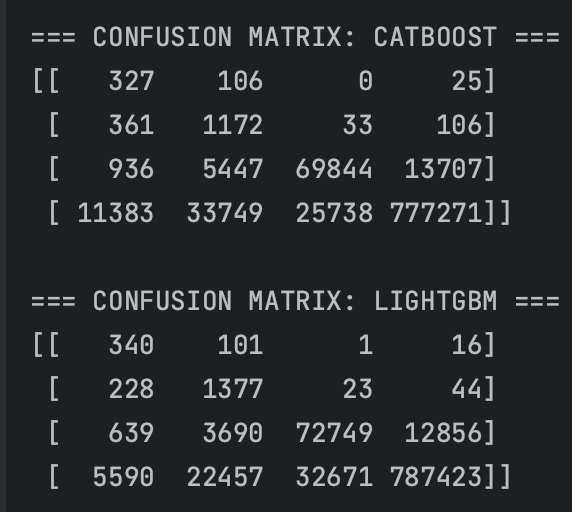 === CONFUSION MATRIX: CATBOOST ===
[[   327    106      0     25]
 [   361   1172     33    106]
 [   936   5447  69844  13707]
 [ 11383  33749  25738 777271]]
=== CONFUSION MATRIX: LIGHTGBM ===
[[   340    101      1     16]
 [   228   1377     23     44]
 [   639   3690  72749  12856]
 [  5590  22457  32671 787423]]